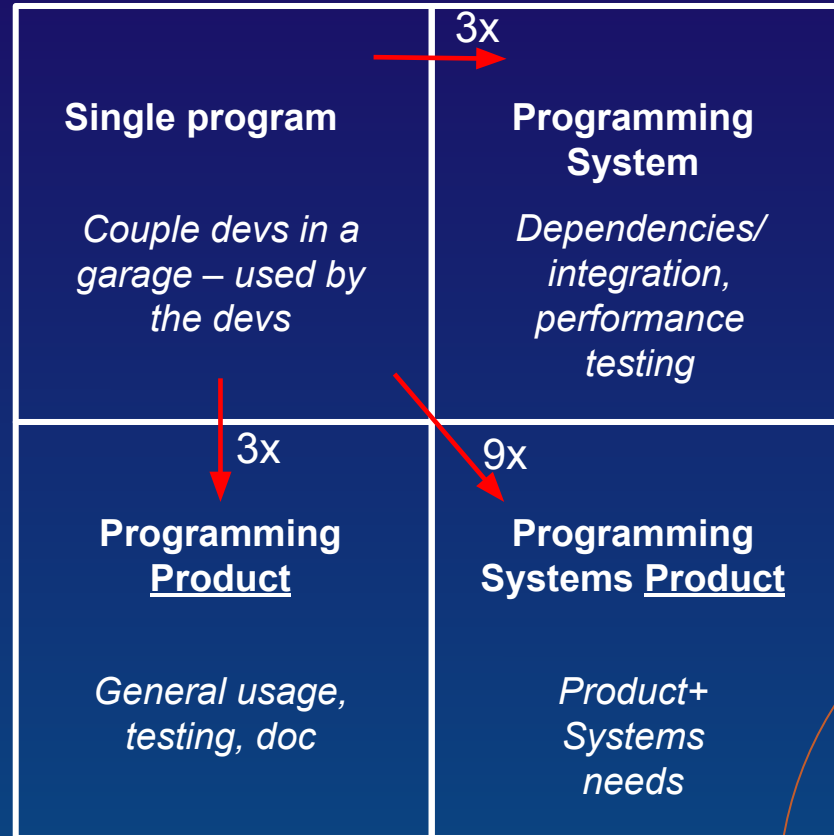 3x
Single program
Couple devs in a
garage – used by
the devs
Programming
System
Dependencies/
integration,
performance
testing
3x
9x
Programming
Product
General usage,
testing, doc
Programming
Systems Product
Product+
Systems
needs